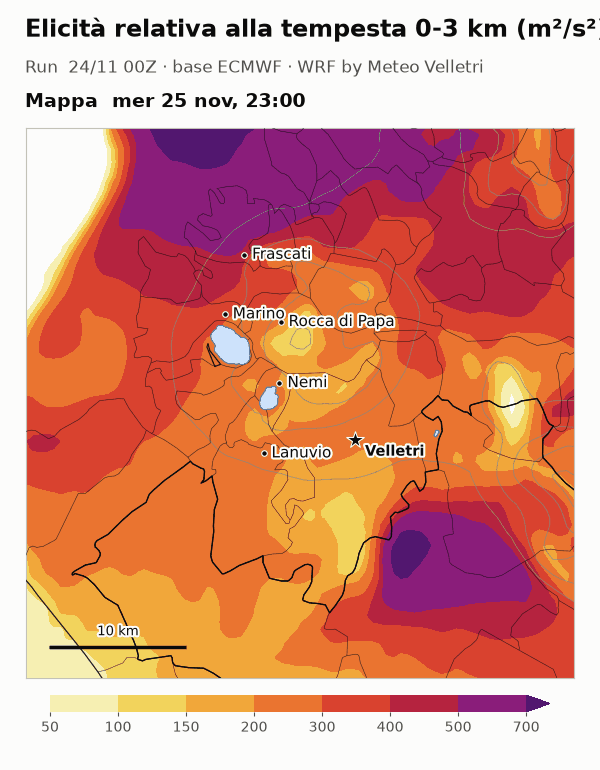 Elicità relativa alla tempesta 0-3 km (m²/s²)
Run 24/11 00Z · base ECMWF · WRF by Meteo Velletri
Mappa mer 25 nov, 23:00
Frascati
Marino
Rocca di Papa
Nemi
Velletri
Lanuvio
10 km
50 100 150 200 300 400 500 700